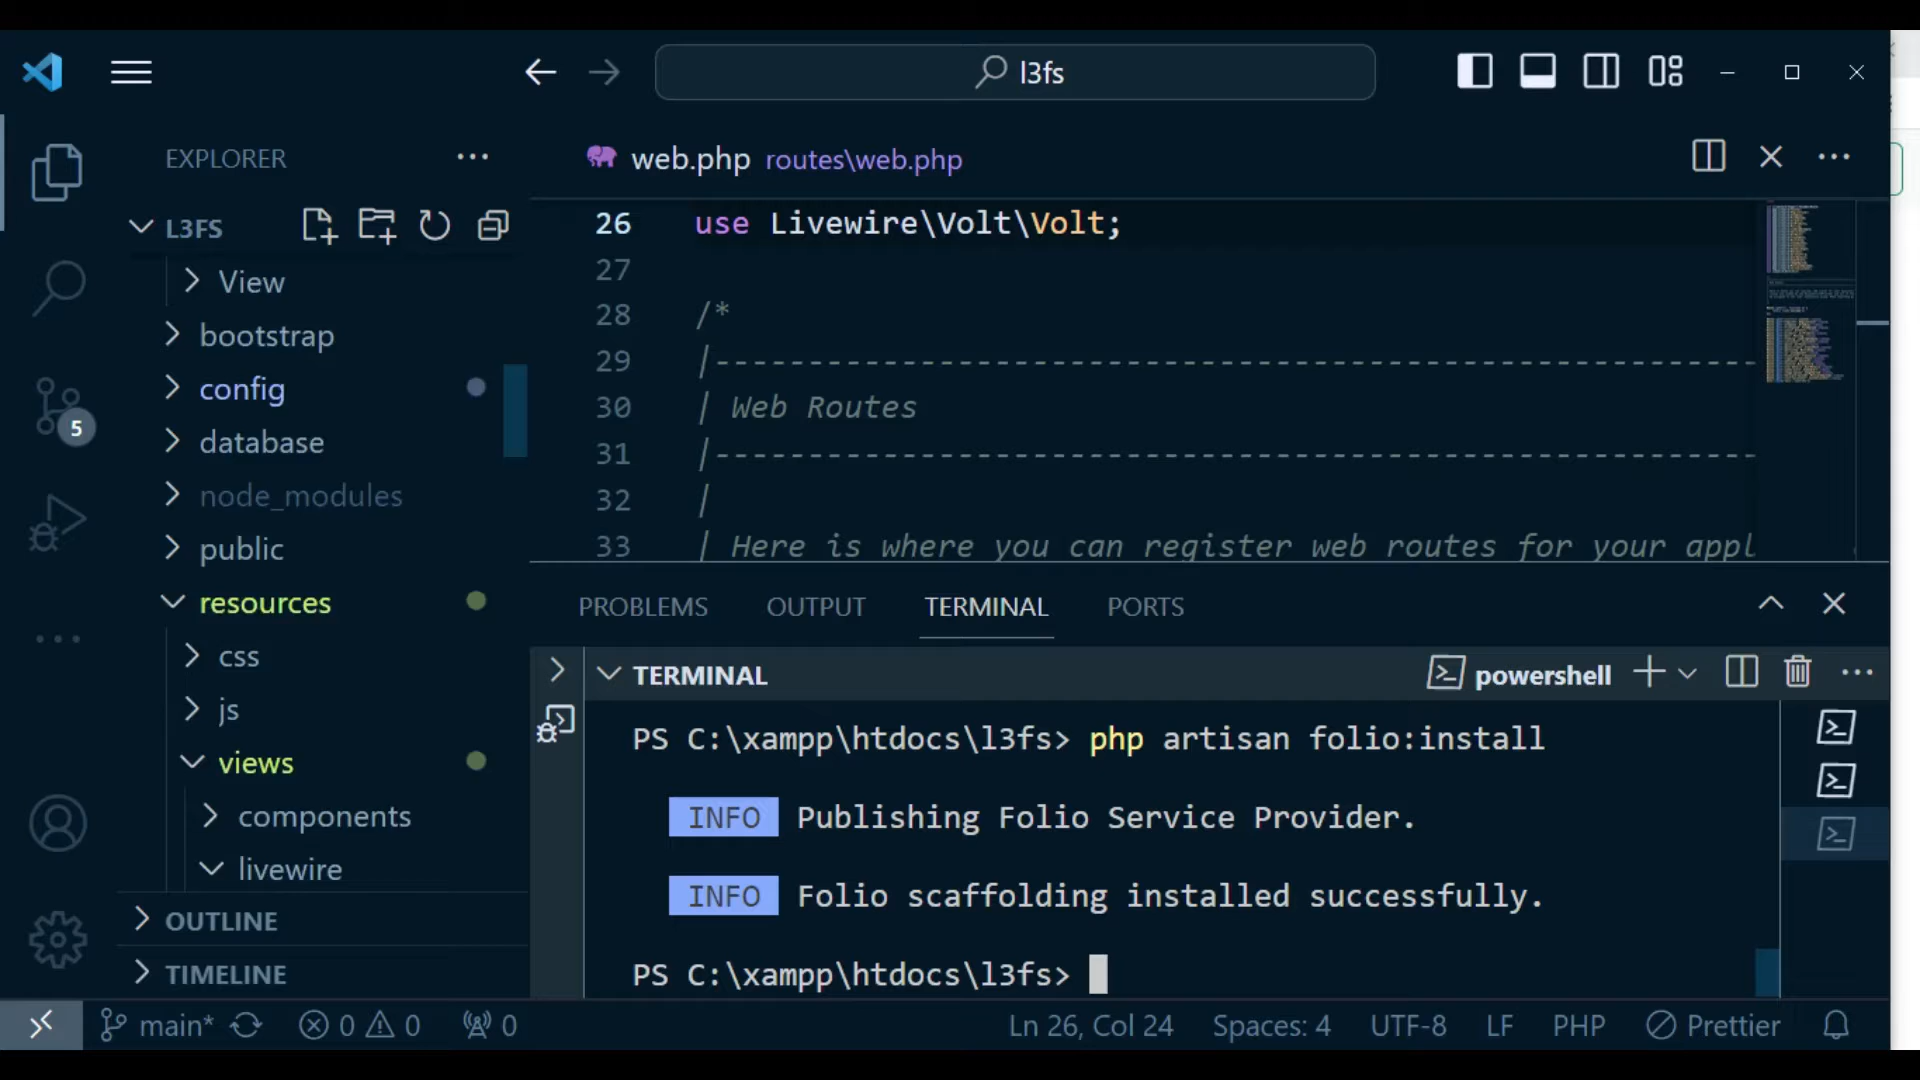 l3fs
EXPLORER
web.php routes\web.php
L3FS
View
bootstrap
config
database
node_modules
public
resources
css
js
views
components
livewire
OUTLINE
TIMELINE
5
26 use Livewire\Volt\Volt;
27
28 /*
29 |--------------------------------------------------------
30 | Web Routes
31 |--------------------------------------------------------
32 |
33 | Here is where you can register web routes for your appl
PROBLEMS OUTPUT TERMINAL PORTS
TERMINAL
powershell
PS C:\xampp\htdocs\l3fs> php artisan folio:install
INFO Publishing Folio Service Provider.
INFO Folio scaffolding installed successfully.
PS C:\xampp\htdocs\l3fs>
main* 0 0 0 Ln 26, Col 24 Spaces: 4 UTF-8 LF PHP Prettier